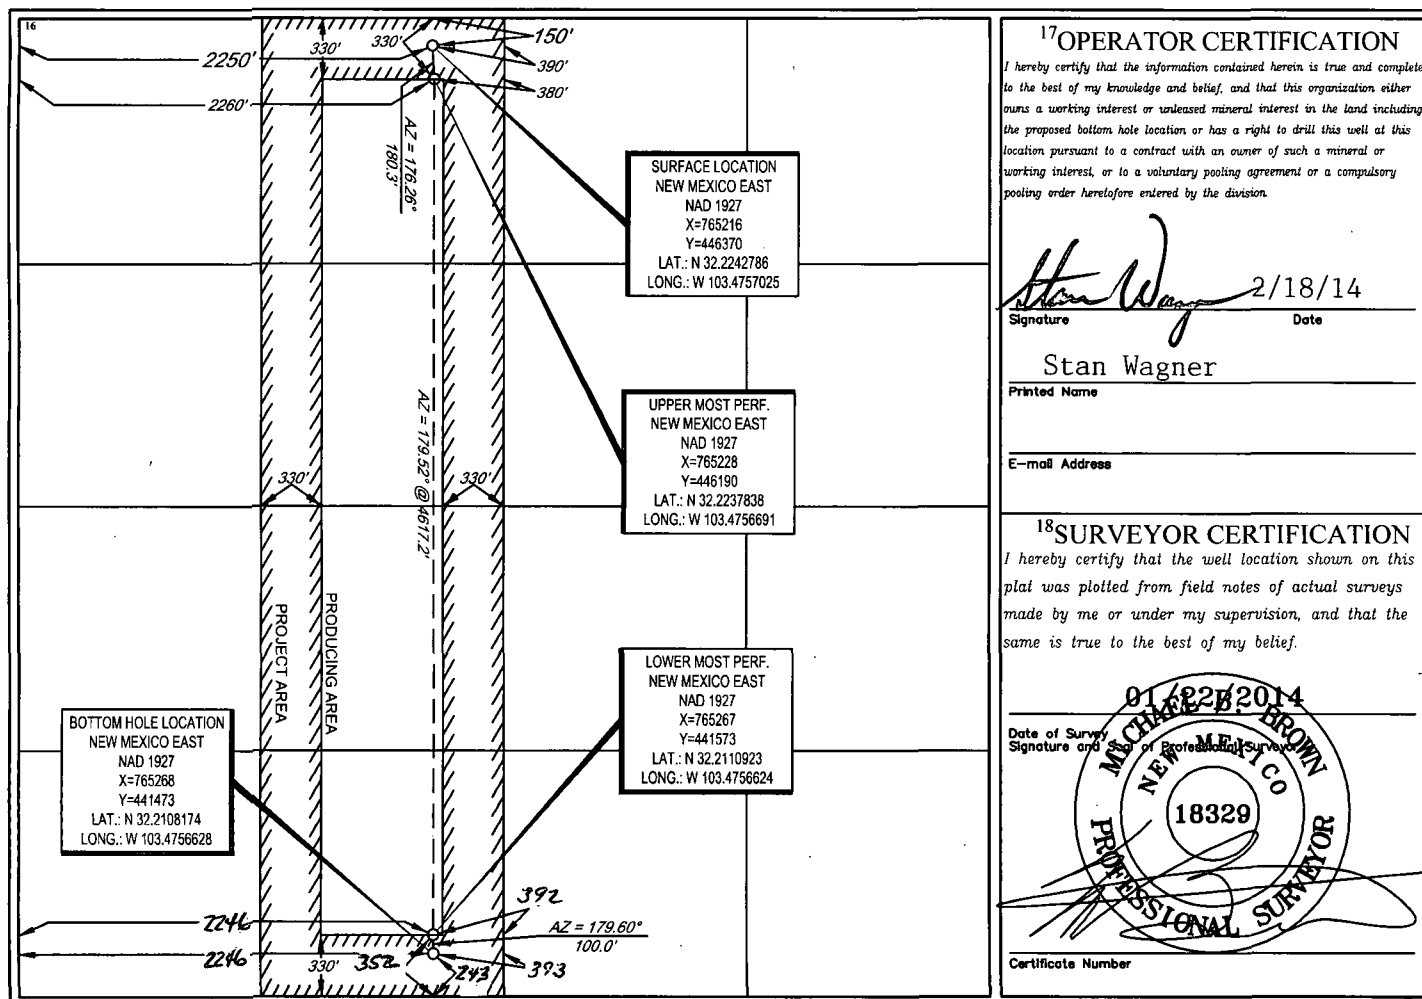 16
2250'
330'
330'
150'
390'
380'
2260'
AZ = 176.26°
180.3'
SURFACE LOCATION
NEW MEXICO EAST
NAD 1927
X=765216
Y=446370
LAT.: N 32.2242786
LONG.: W 103.4757025
UPPER MOST PERF.
NEW MEXICO EAST
NAD 1927
X=765228
Y=446190
LAT.: N 32.2237838
LONG.: W 103.4756691
AZ = 179.52° @ 4617.2'
330'
330'
PROJECT AREA
PRODUCING AREA
LOWER MOST PERF.
NEW MEXICO EAST
NAD 1927
X=765267
Y=441573
LAT.: N 32.2110923
LONG.: W 103.4756624
BOTTOM HOLE LOCATION
NEW MEXICO EAST
NAD 1927
X=765268
Y=441473
LAT.: N 32.2108174
LONG.: W 103.4756628
2246
392
AZ = 179.60°
100.0'
2246
352
330'
243
393
17 OPERATOR CERTIFICATION
I hereby certify that the information contained herein is true and complete
to the best of my knowledge and belief, and that this organization either
owns a working interest or unleased mineral interest in the land including
the proposed bottom hole location or has a right to drill this well at this
location pursuant to a contract with an owner of such a mineral or
working interest, or to a voluntary pooling agreement or a compulsory
pooling order heretofore entered by the division.
Stan Wagner 2/18/14
Signature Date
Stan Wagner
Printed Name
E-mail Address
18 SURVEYOR CERTIFICATION
I hereby certify that the well location shown on this
plat was plotted from field notes of actual surveys
made by me or under my supervision, and that the
same is true to the best of my belief.
01/22/2014
Date of Survey
Signature and Seal of Professional Surveyor
MICHAEL B. BROWN
NEW MEXICO
18329
PROFESSIONAL SURVEYOR
Certificate Number